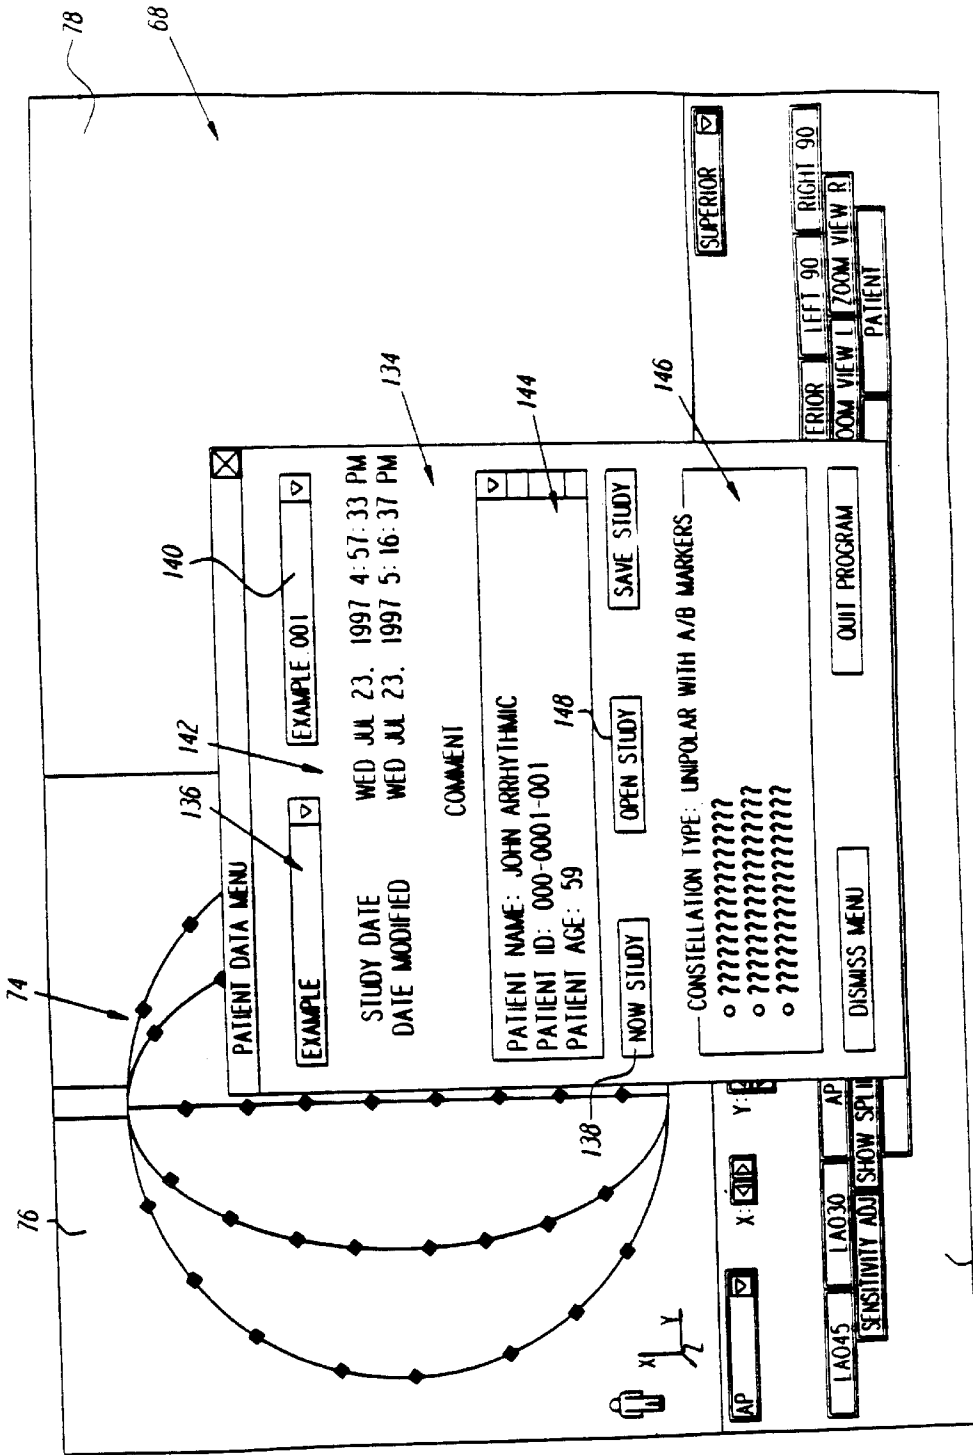 78
68
76
74
136
142
140
134
144
146
148
138
PATIENT DATA MENU
EXAMPLE
EXAMPLE 001
STUDY DATE WED JUL 23. 1997 4:57:33 PM
DATE MODIFIED WED JUL 23. 1997 5:16:37 PM
COMMENT
PATIENT NAME: JOHN ARRHYTHMIC
PATIENT ID: 000-0001-001
PATIENT AGE: 59
NOW STUDY
OPEN STUDY
SAVE STUDY
CONSTELLATION TYPE: UNIPOLAR WITH A/B MARKERS
?????????????????
?????????????????
?????????????????
DISMISS MENU
QUIT PROGRAM
X
Y
AP
X:
Y:
SUPERIOR
LAO45
LAO30
AP
ERIOR
LEFT 90
RIGHT 90
SENSITIVITY ADJ
SHOW SPLI
OOM VIEW L
ZOOM VIEW R
PATIENT